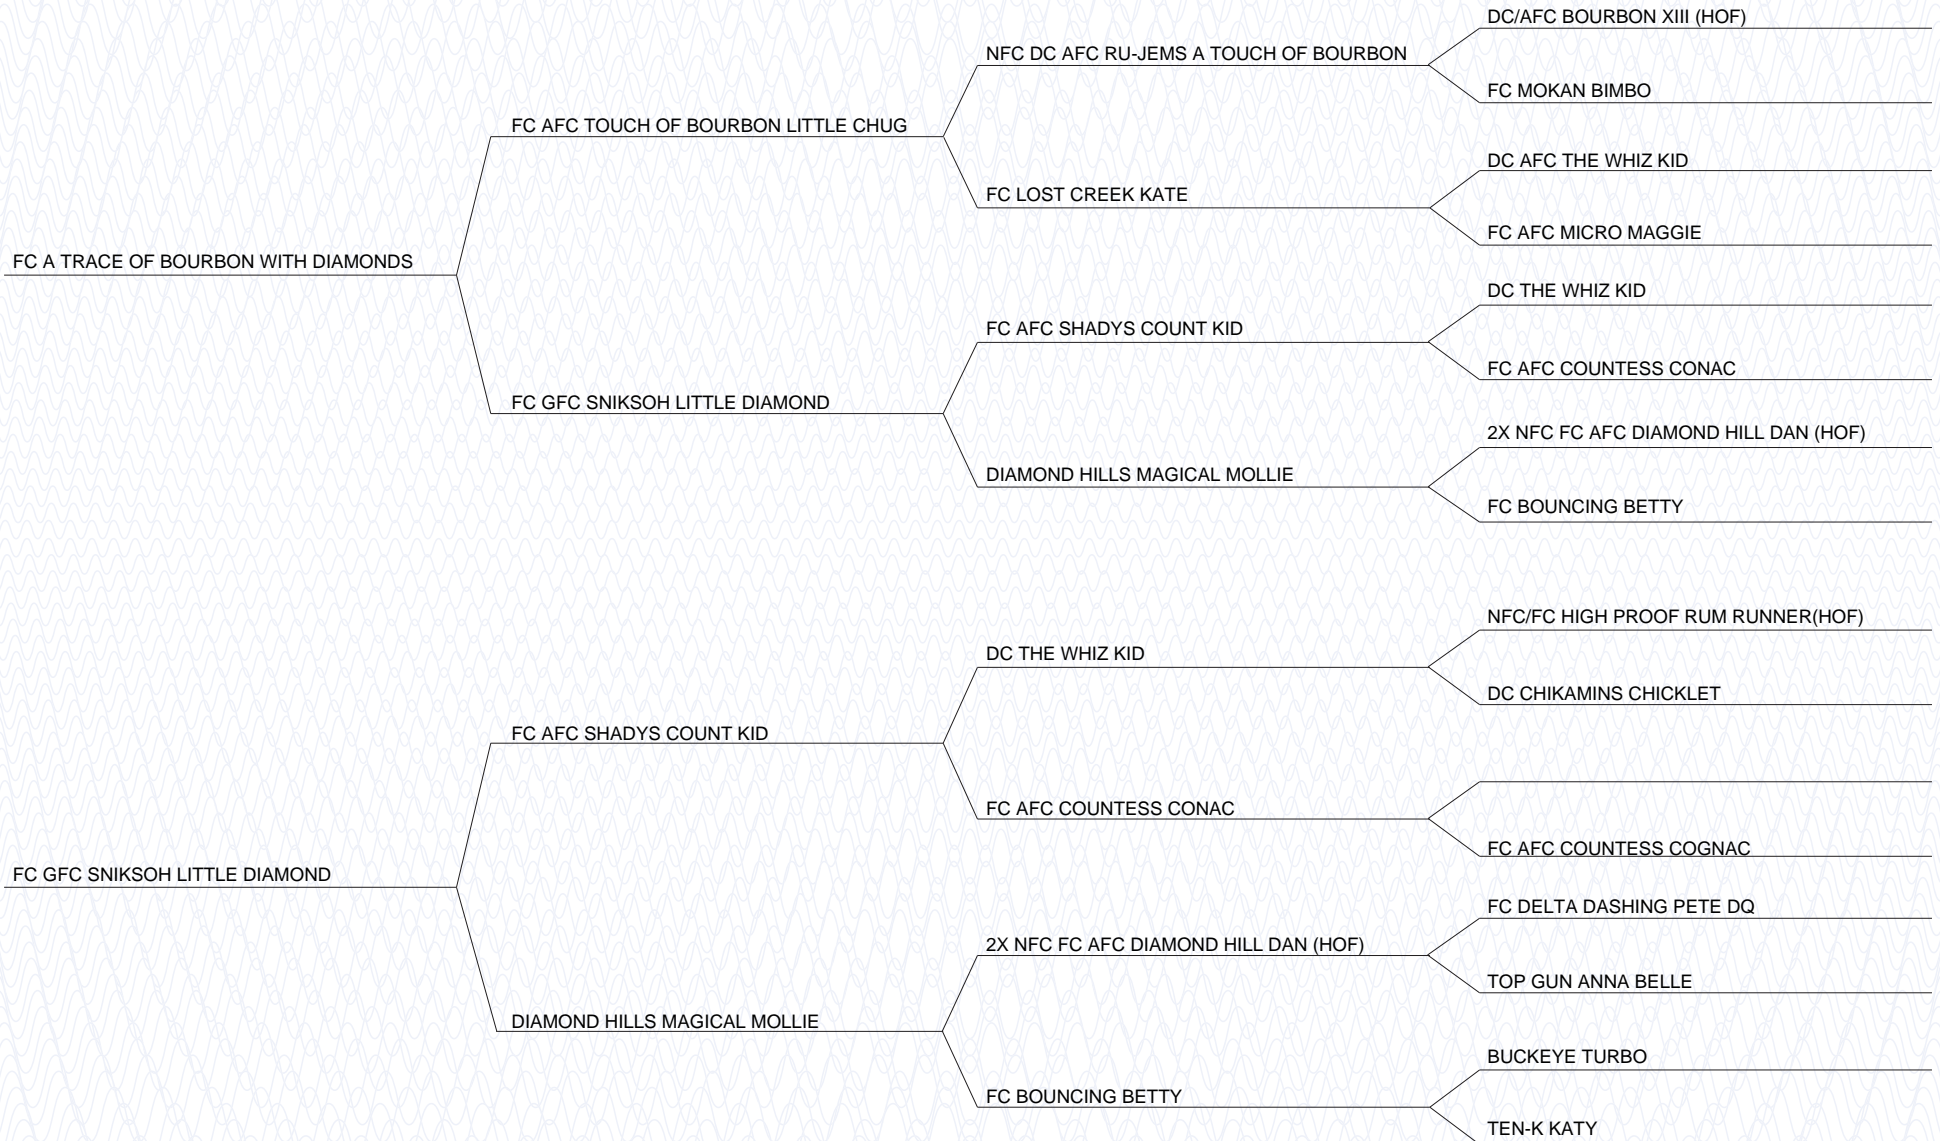 DC/AFC BOURBON XIII (HOF)
NFC DC AFC RU-JEMS A TOUCH OF BOURBON
FC MOKAN BIMBO
FC AFC TOUCH OF BOURBON LITTLE CHUG
DC AFC THE WHIZ KID
FC LOST CREEK KATE
FC AFC MICRO MAGGIE
FC A TRACE OF BOURBON WITH DIAMONDS
DC THE WHIZ KID
FC AFC SHADYS COUNT KID
FC AFC COUNTESS CONAC
FC GFC SNIKSOH LITTLE DIAMOND
2X NFC FC AFC DIAMOND HILL DAN (HOF)
DIAMOND HILLS MAGICAL MOLLIE
FC BOUNCING BETTY
NFC/FC HIGH PROOF RUM RUNNER(HOF)
DC THE WHIZ KID
DC CHIKAMINS CHICKLET
FC AFC SHADYS COUNT KID
FC AFC COUNTESS CONAC
FC AFC COUNTESS COGNAC
FC GFC SNIKSOH LITTLE DIAMOND
FC DELTA DASHING PETE DQ
2X NFC FC AFC DIAMOND HILL DAN (HOF)
TOP GUN ANNA BELLE
DIAMOND HILLS MAGICAL MOLLIE
BUCKEYE TURBO
FC BOUNCING BETTY
TEN-K KATY